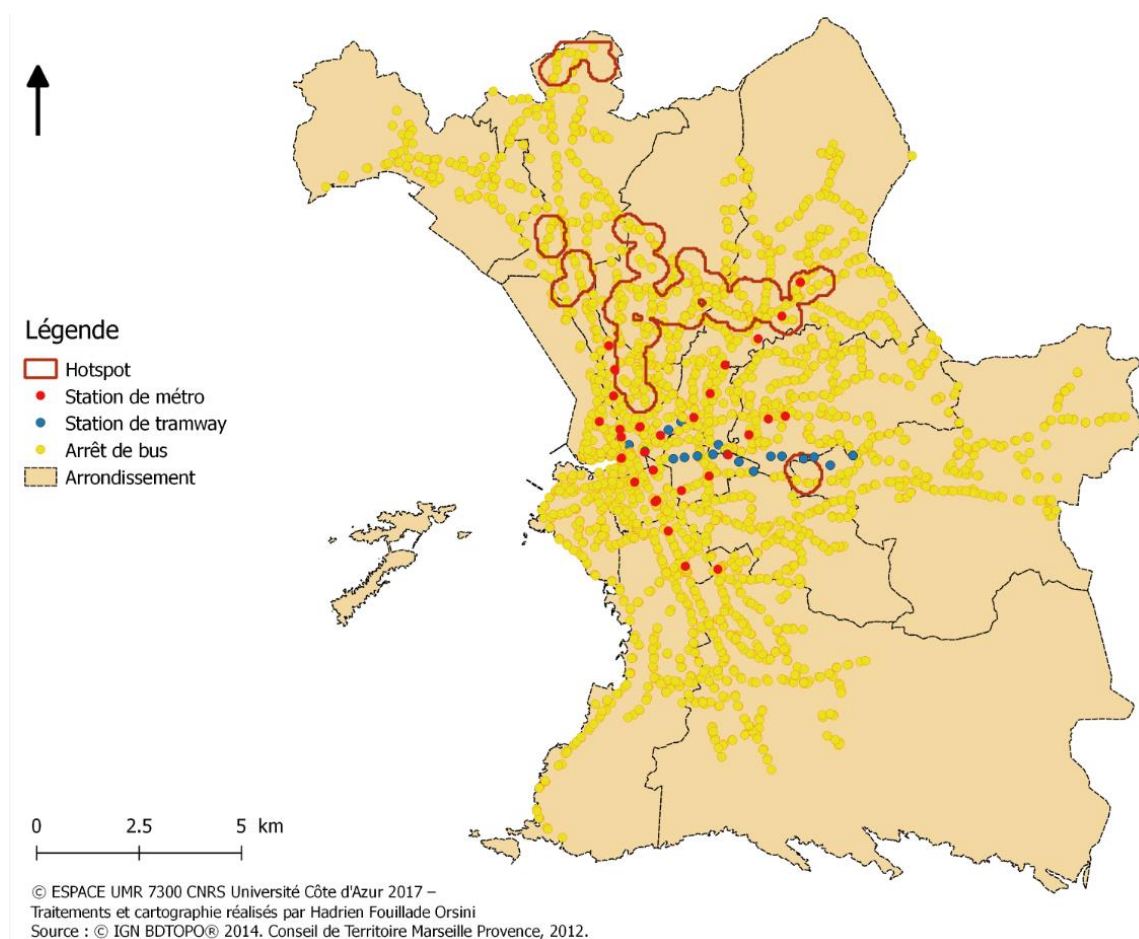 Légende
Hotspot
Station de métro
Station de tramway
Arrêt de bus
Arrondissement
0 2.5 5 km
© ESPACE UMR 7300 CNRS Université Côte d'Azur 2017 –
Traitements et cartographie réalisés par Hadrien Fouillade Orsini
Source : © IGN BDTOPO® 2014. Conseil de Territoire Marseille Provence, 2012.